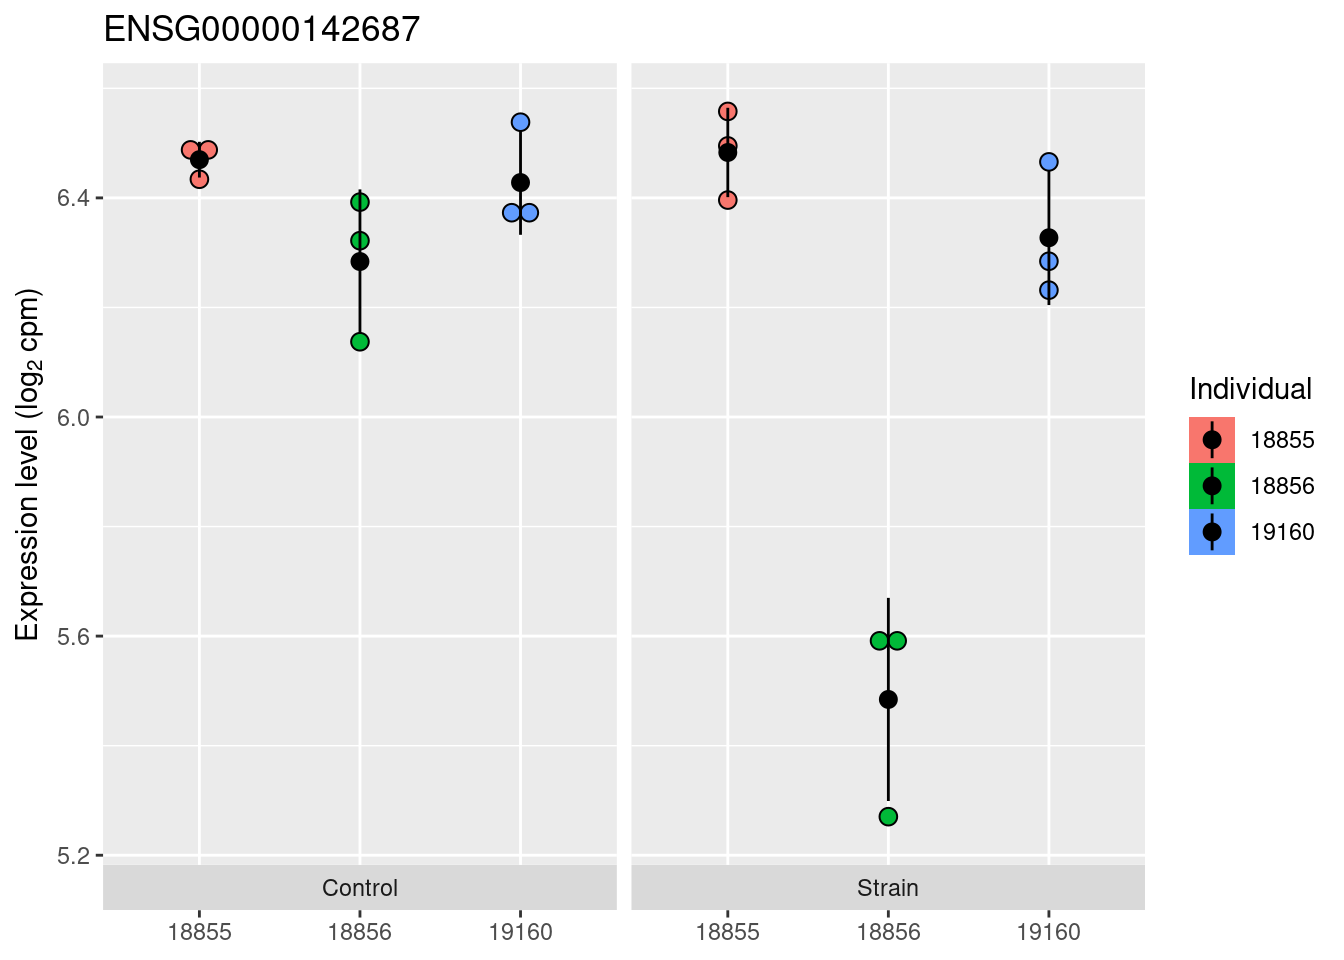 ENSG00000142687
Expression level (log2 cpm)
6.4
6.0
5.6
5.2
Control
Strain
18855
18856
19160
18855
18856
19160
Individual
18855
18856
19160